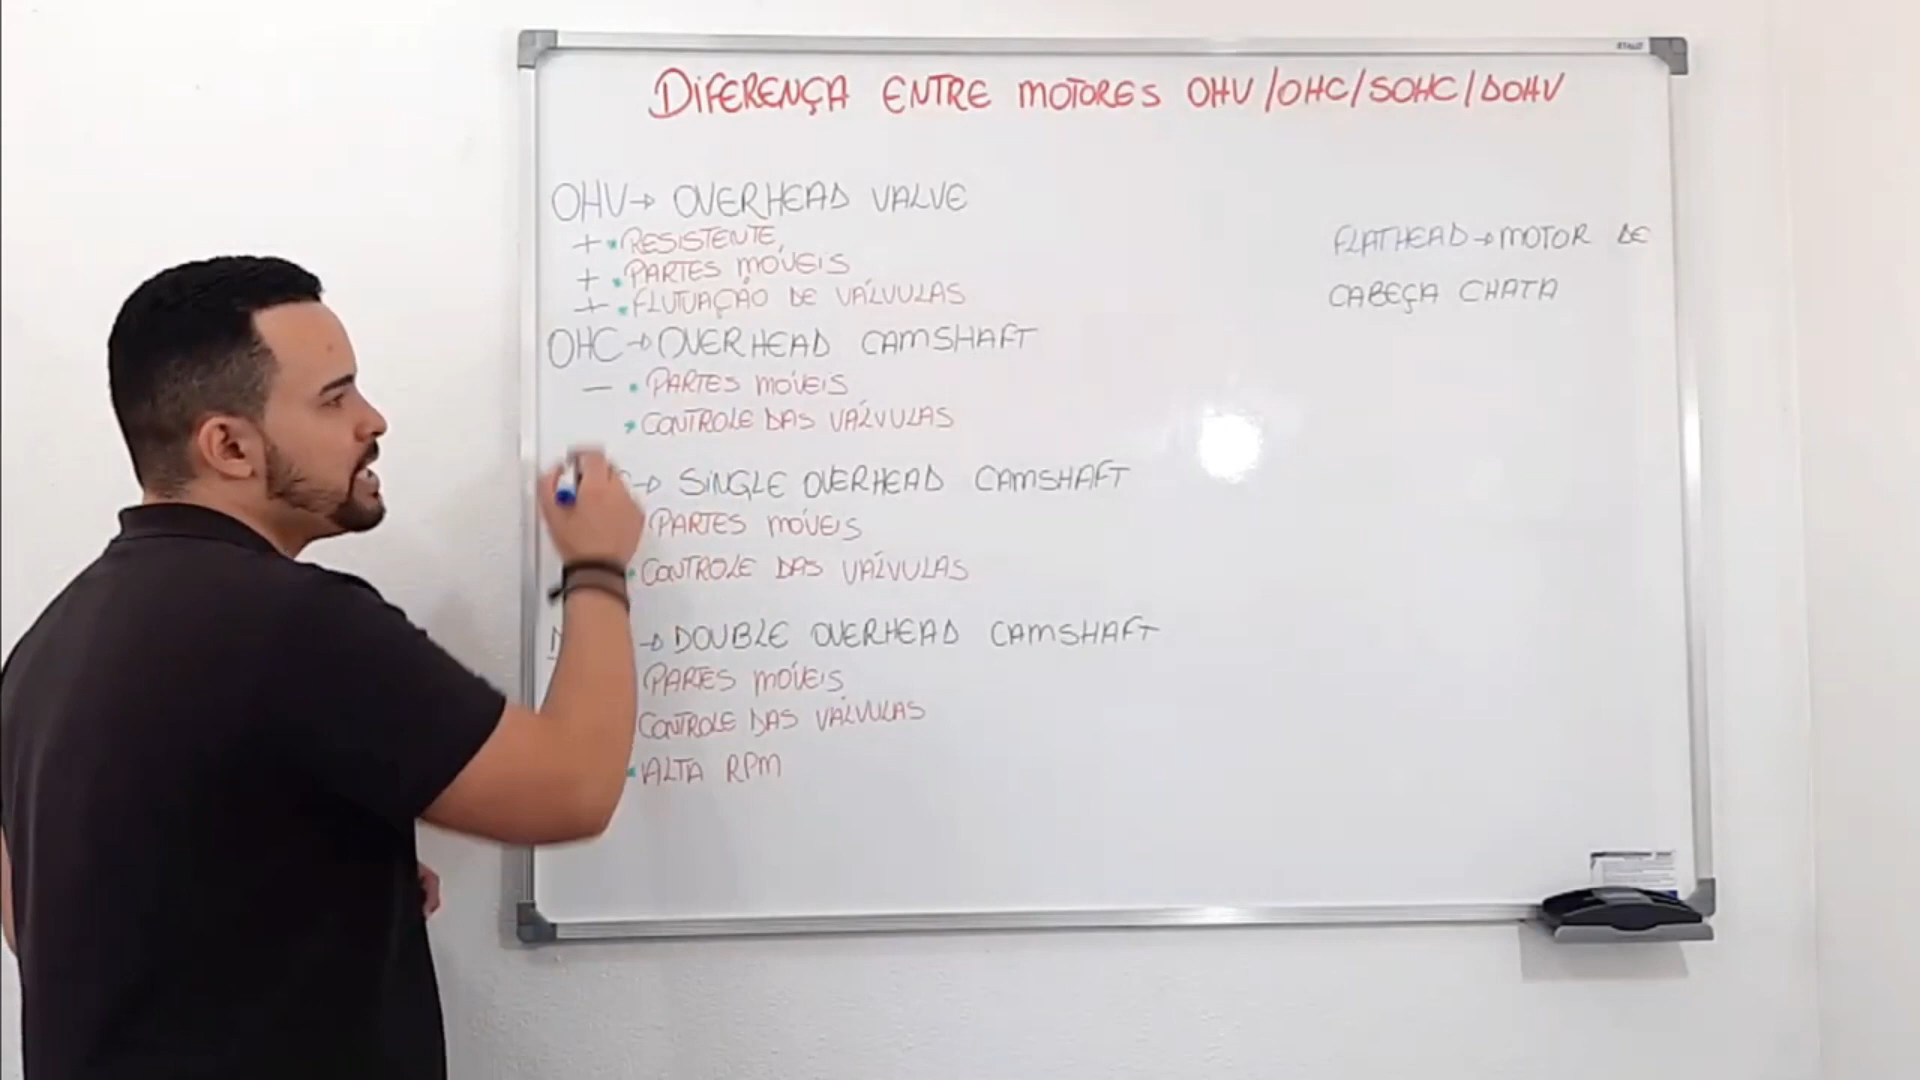 DIFERENÇA ENTRE MOTORES OHV/OHC/SOHC/DOHV
OHV→ OVERHEAD VALVE
+ • RESISTENTE
+ • PARTES MÓVEIS
+ • FLUTUAÇÃO DE VÁLVULAS
OHC→OVERHEAD CAMSHAFT
— • PARTES MÓVEIS
• CONTROLE DAS VÁLVULAS
→ SINGLE OVERHEAD CAMSHAFT
PARTES MÓVEIS
• CONTROLE DAS VÁLVULAS
→ DOUBLE OVERHEAD CAMSHAFT
PARTES MÓVEIS
CONTROLE DAS VÁLVULAS
• ALTA RPM
FLATHEAD→MOTOR DE
CABEÇA CHATA